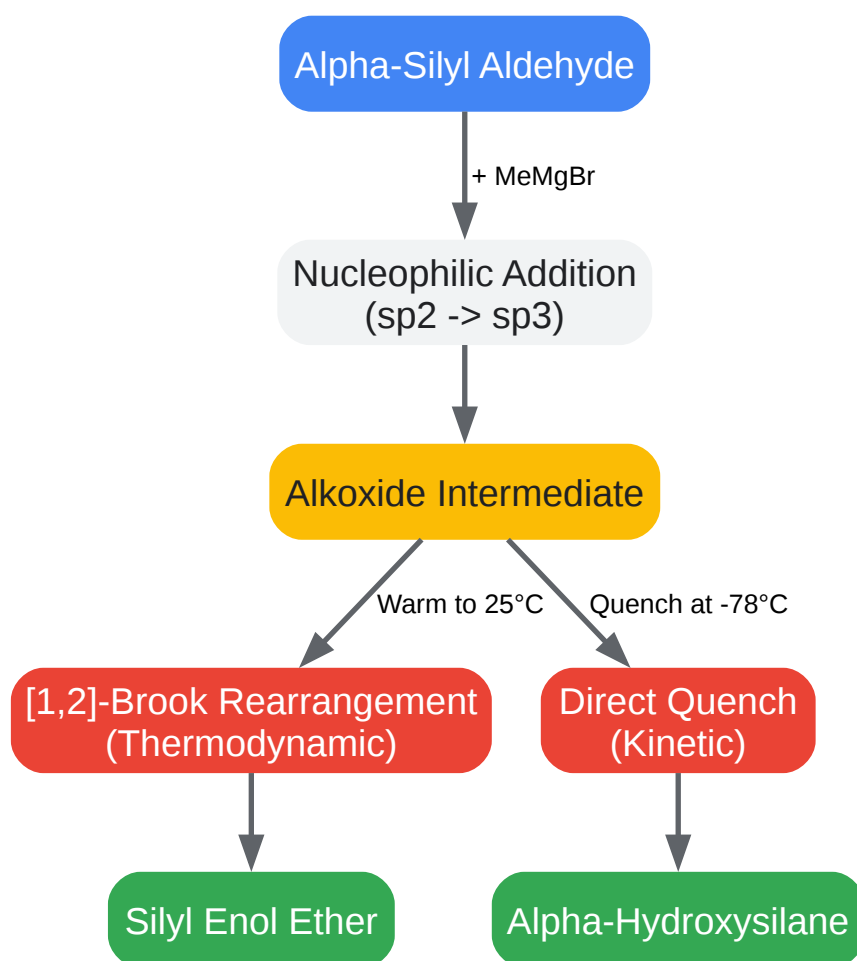 Alpha-Silyl Aldehyde
+ MeMgBr
Nucleophilic Addition
(sp2 -> sp3)
Alkoxide Intermediate
Warm to 25°C
Quench at -78°C
[1,2]-Brook Rearrangement
(Thermodynamic)
Direct Quench
(Kinetic)
Silyl Enol Ether
Alpha-Hydroxysilane